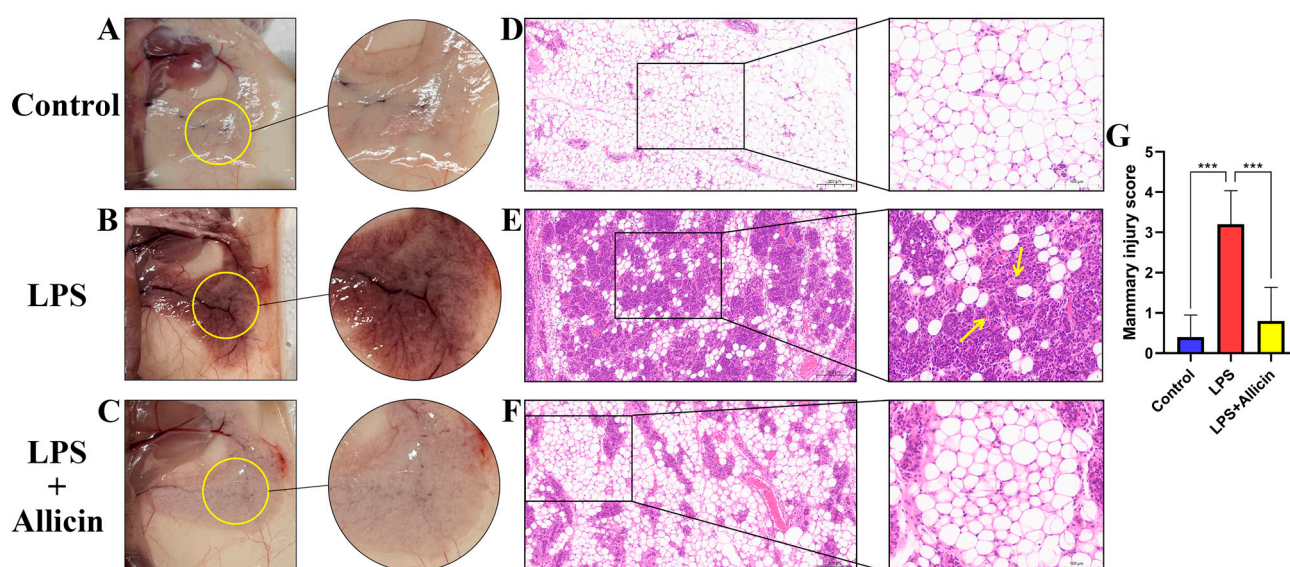 A
Control
B
LPS
C
LPS
+
Allicin
D
E
F
G
Mammary injury score
5
4
3
2
1
0
***
***
Control
LPS
LPS+Allicin